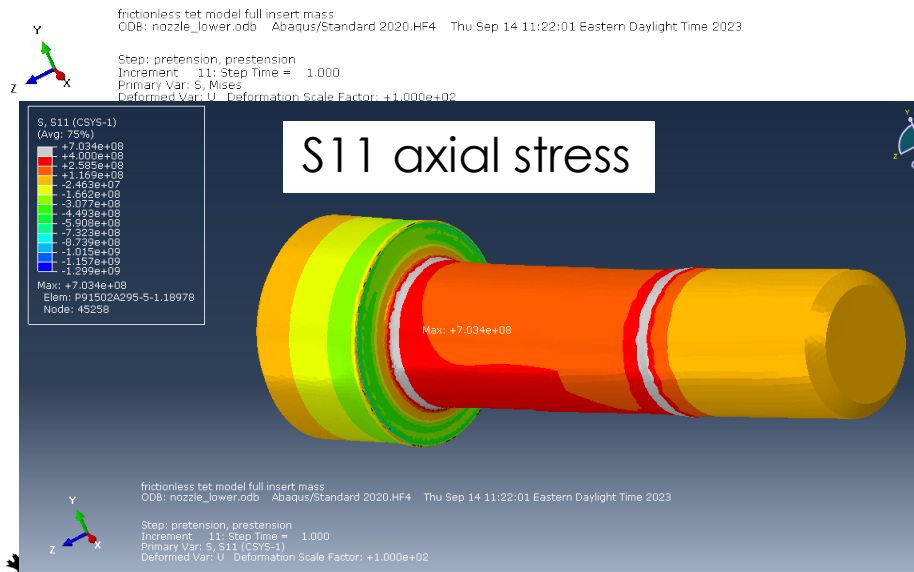 frictionless tet model full insert mass
ODB: nozzle_lower.odb Abaqus/Standard 2020.HF4 Thu Sep 14 11:22:01 Eastern Daylight Time 2023
Y
Z
X
Step: pretension, prestension
Increment 11: Step Time = 1.000
Primary Var: S, Mises
Deformed Var: U Deformation Scale Factor: +1.000e+02
S, S11 (CSYS-1)
(Avg: 75%)
+7.034e+08
+4.000e+08
+2.585e+08
+1.169e+08
-2.463e+07
-1.662e+08
-3.077e+08
-4.493e+08
-5.908e+08
-7.323e+08
-8.739e+08
-1.015e+09
-1.157e+09
-1.299e+09
Max: +7.034e+08
Elem: P91502A295-5-1.18978
Node: 45258
S11 axial stress
Y
Z
Max: +7.034e+08
frictionless tet model full insert mass
ODB: nozzle_lower.odb Abaqus/Standard 2020.HF4 Thu Sep 14 11:22:01 Eastern Daylight Time 2023
Y
Z
X
Step: pretension, prestension
Increment 11: Step Time = 1.000
Primary Var: S, S11 (CSYS-1)
Deformed Var: U Deformation Scale Factor: +1.000e+02